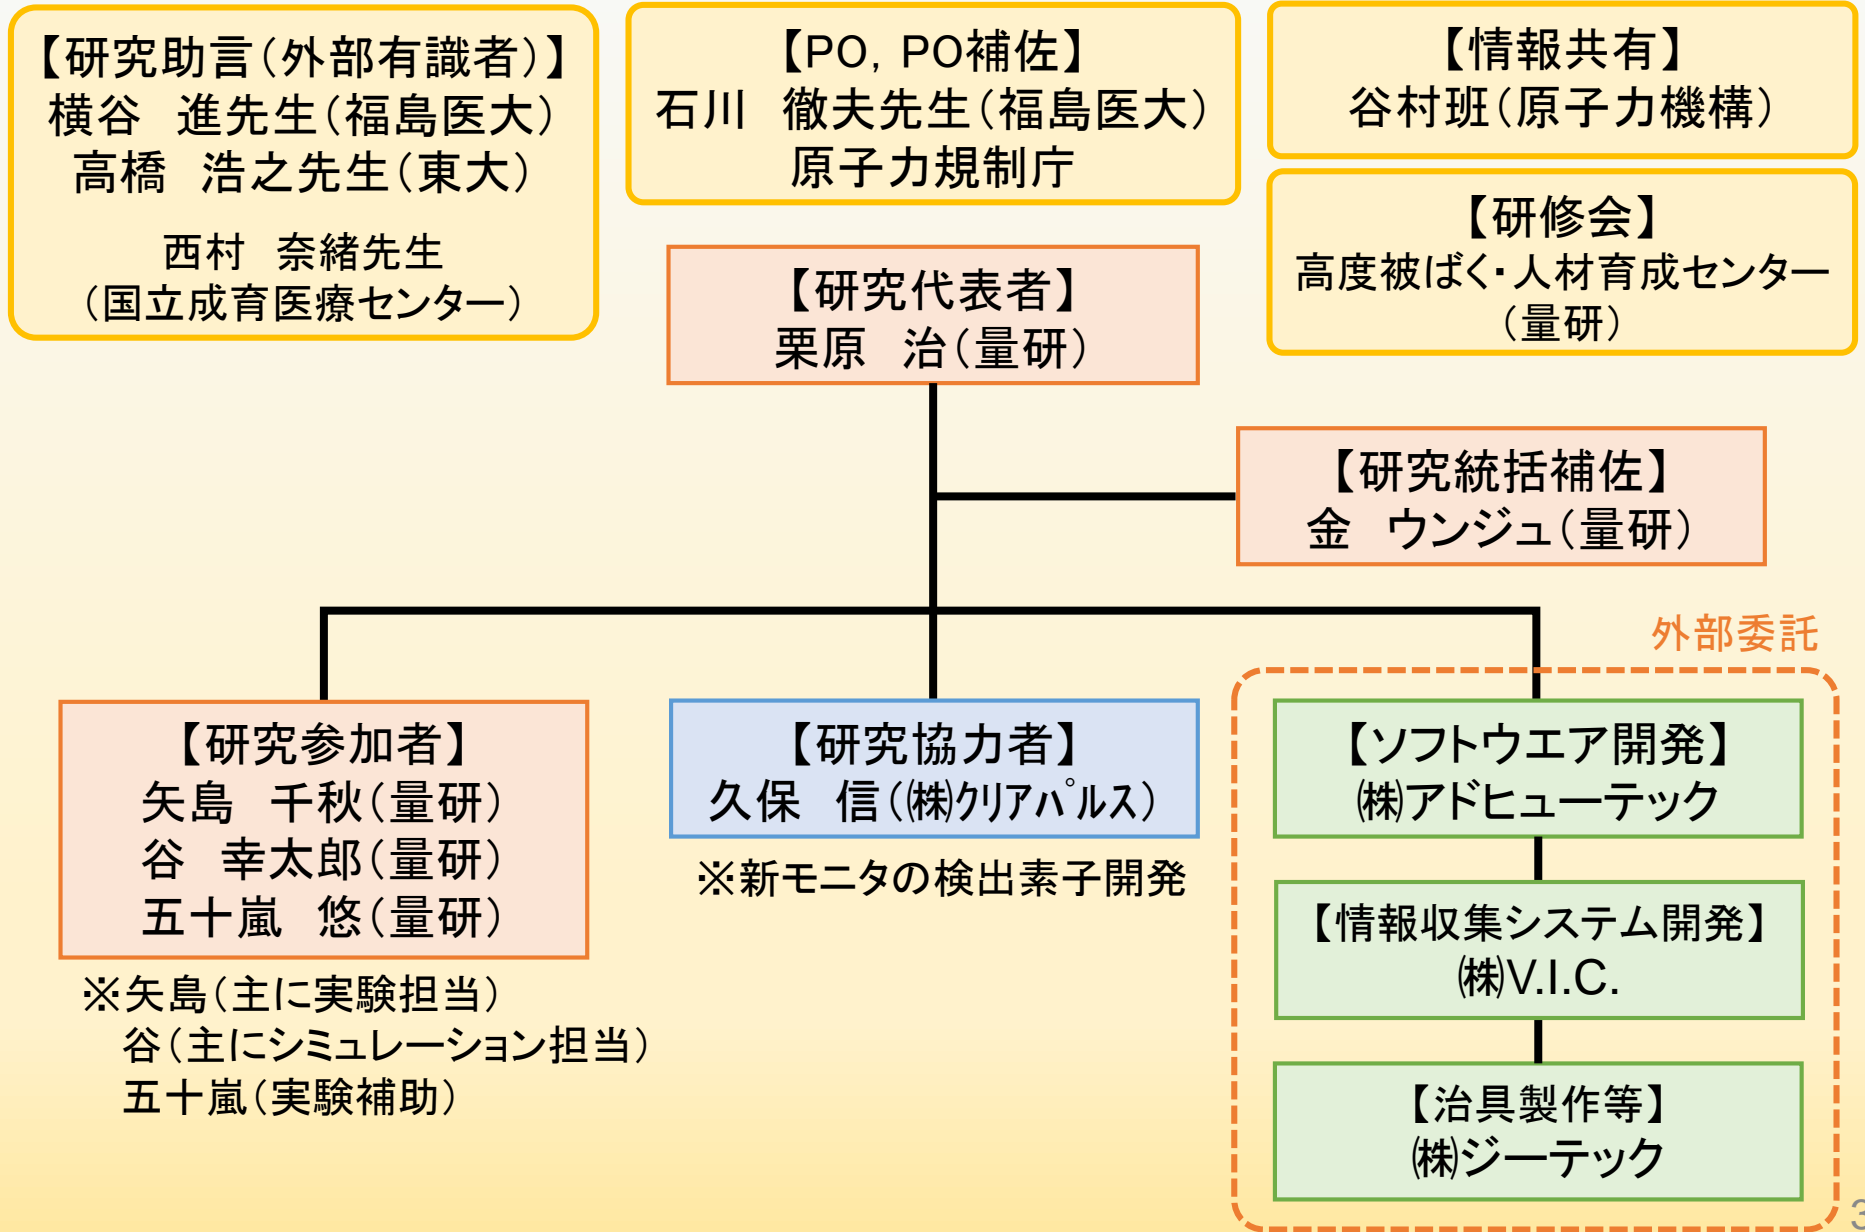 【研究助言（外部有識者）】
横谷　進先生（福島医大）
高橋　浩之先生（東大）
西村　奈緒先生
（国立成育医療センター）
【PO, PO補佐】
石川　徹夫先生（福島医大）
原子力規制庁
【情報共有】
谷村班（原子力機構）
【研修会】
高度被ばく・人材育成センター
（量研）
【研究代表者】
栗原　治（量研）
【研究統括補佐】
金　ウンジュ（量研）
外部委託
【研究参加者】
矢島　千秋（量研）
谷　幸太郎（量研）
五十嵐　悠（量研）
※矢島（主に実験担当）
谷（主にシミュレーション担当）
五十嵐（実験補助）
【研究協力者】
久保　信（㈱ｸﾘｱﾊﾟﾙｽ）
※新モニタの検出素子開発
【ソフトウエア開発】
㈱アドヒューテック
【情報収集システム開発】
㈱V.I.C.
【治具製作等】
㈱ジーテック
3